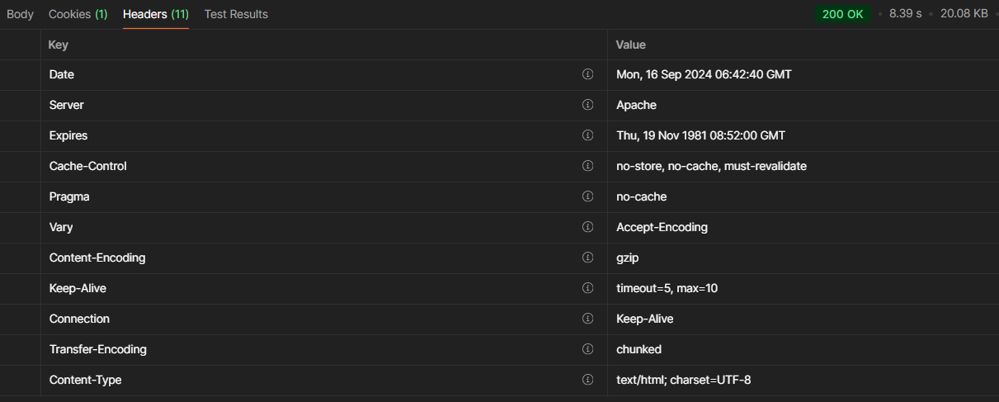 Body Cookies (1) Headers (11) Test Results 200 OK 8.39 s 20.08 KB
Key Value
Date Mon, 16 Sep 2024 06:42:40 GMT
Server Apache
Expires Thu, 19 Nov 1981 08:52:00 GMT
Cache-Control no-store, no-cache, must-revalidate
Pragma no-cache
Vary Accept-Encoding
Content-Encoding gzip
Keep-Alive timeout=5, max=10
Connection Keep-Alive
Transfer-Encoding chunked
Content-Type text/html; charset=UTF-8